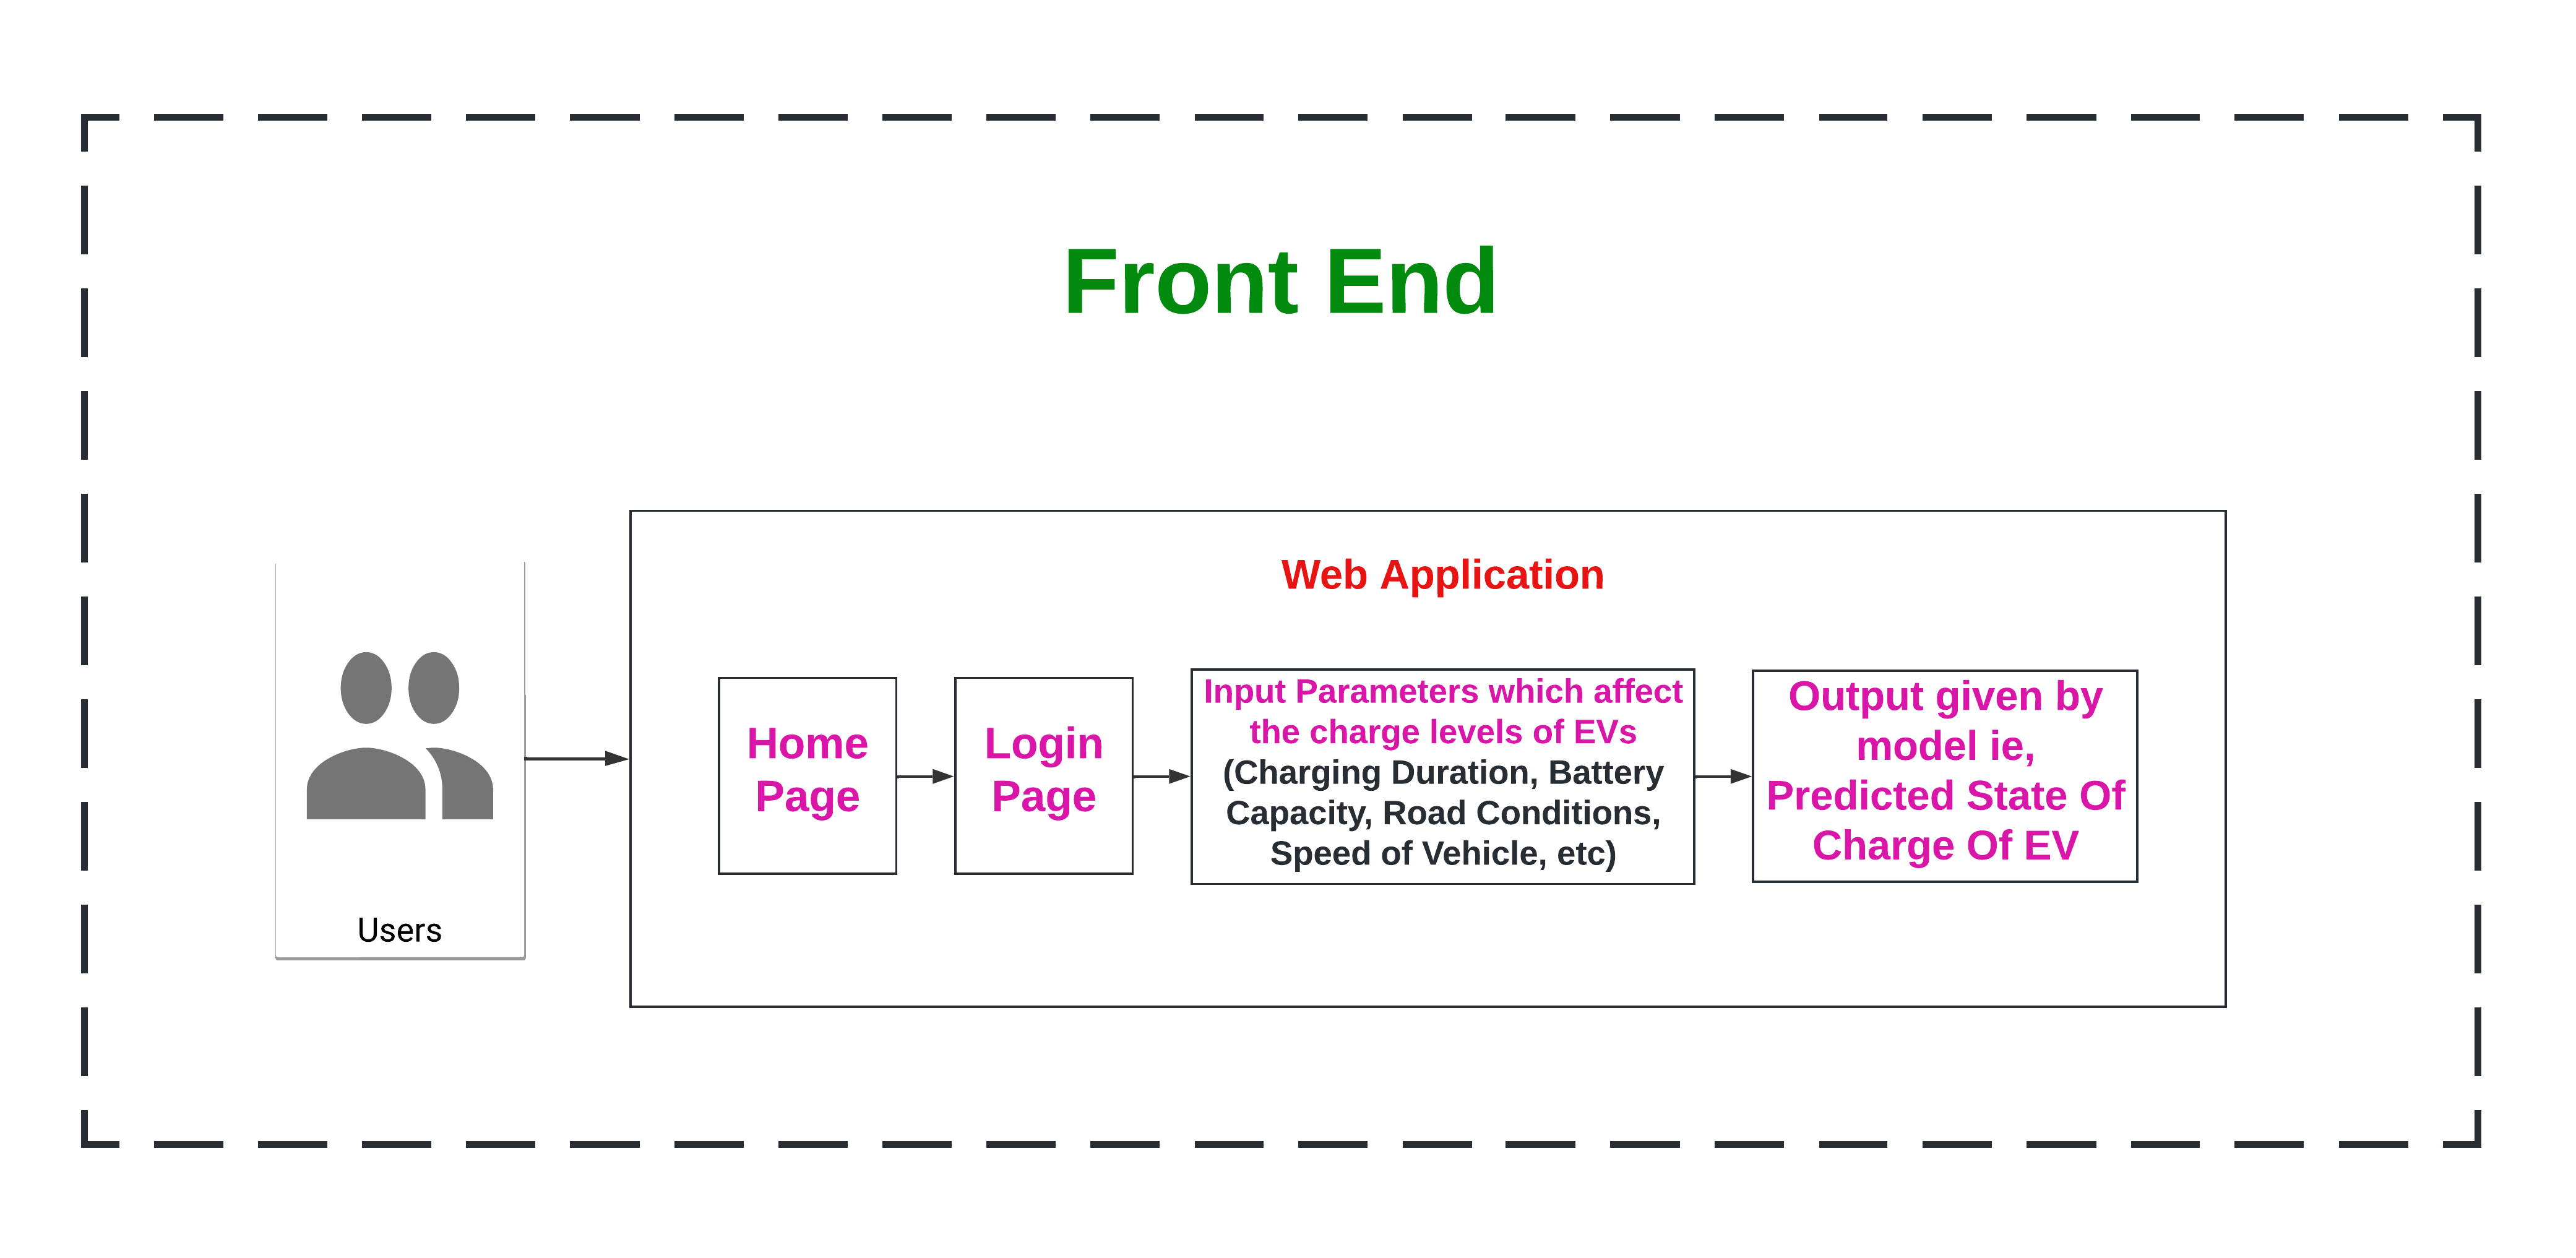 Front End
Web Application
Home
Page
Login
Page
Input Parameters which affect
the charge levels of EVs
(Charging Duration, Battery
Capacity, Road Conditions,
Speed of Vehicle, etc)
Output given by
model ie,
Predicted State Of
Charge Of EV
Users